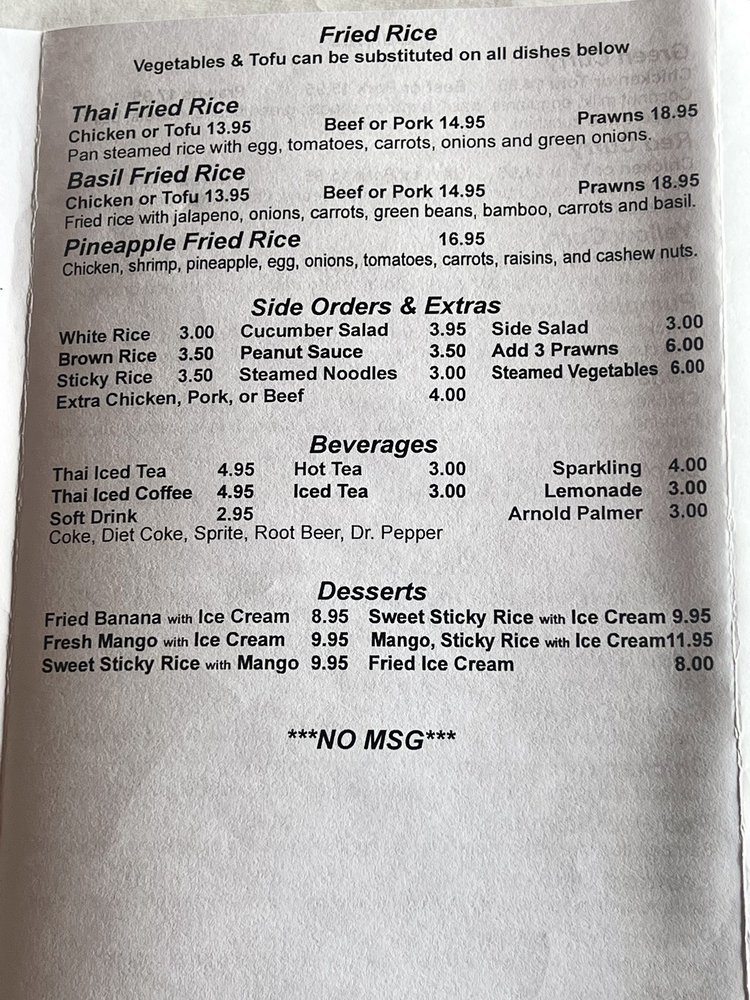 Fried Rice
Vegetables & Tofu can be substituted on all dishes below
Thai Fried Rice
Chicken or Tofu 13.95 Beef or Pork 14.95 Prawns 18.95
Pan steamed rice with egg, tomatoes, carrots, onions and green onions.
Basil Fried Rice
Chicken or Tofu 13.95 Beef or Pork 14.95 Prawns 18.95
Fried rice with jalapeno, onions, carrots, green beans, bamboo, carrots and basil.
Pineapple Fried Rice 16.95
Chicken, shrimp, pineapple, egg, onions, tomatoes, carrots, raisins, and cashew nuts.
Side Orders & Extras
White Rice 3.00 Cucumber Salad 3.95 Side Salad 3.00
Brown Rice 3.50 Peanut Sauce 3.50 Add 3 Prawns 6.00
Sticky Rice 3.50 Steamed Noodles 3.00 Steamed Vegetables 6.00
Extra Chicken, Pork, or Beef 4.00
Beverages
Thai Iced Tea 4.95 Hot Tea 3.00 Sparkling 4.00
Thai Iced Coffee 4.95 Iced Tea 3.00 Lemonade 3.00
Soft Drink 2.95 Arnold Palmer 3.00
Coke, Diet Coke, Sprite, Root Beer, Dr. Pepper
Desserts
Fried Banana with Ice Cream 8.95 Sweet Sticky Rice with Ice Cream 9.95
Fresh Mango with Ice Cream 9.95 Mango, Sticky Rice with Ice Cream11.95
Sweet Sticky Rice with Mango 9.95 Fried Ice Cream 8.00
***NO MSG***